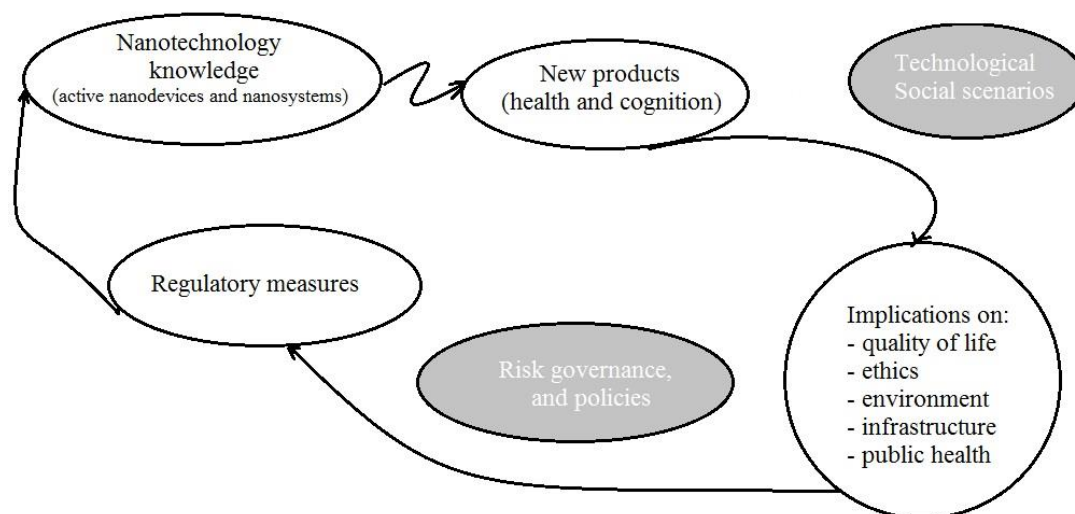 Nanotechnology
knowledge
(active nanodevices and nanosystems)
New products
(health and cognition)
Technological
Social scenarios
Regulatory measures
Risk governance,
and policies
Implications on:
- quality of life
- ethics
- environment
- infrastructure
- public health